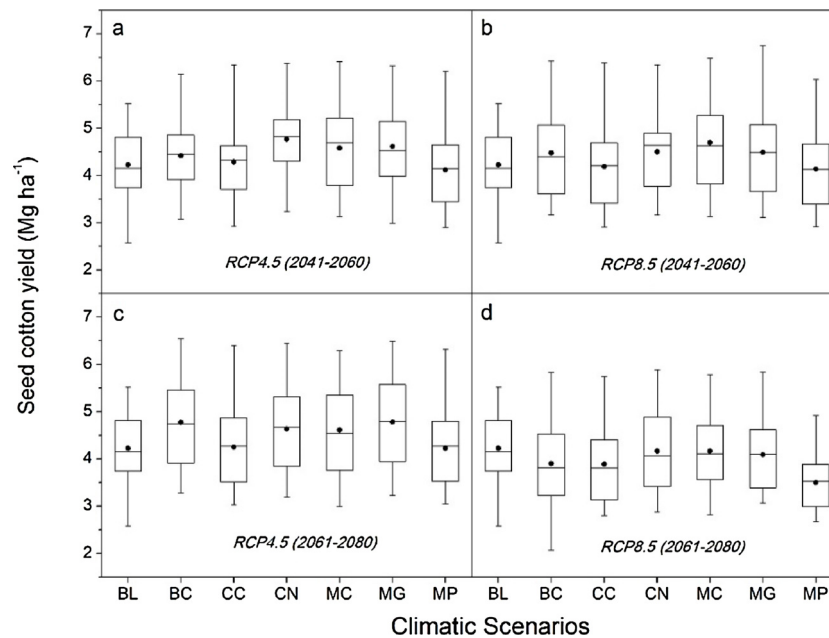 a
b
7
6
5
4
3
2
RCP4.5 (2041-2060)
RCP8.5 (2041-2060)
Seed cotton yield (Mg ha⁻¹)
c
d
7
6
5
4
3
2
RCP4.5 (2061-2080)
RCP8.5 (2061-2080)
BL BC CC CN MC MG MP BL BC CC CN MC MG MP
Climatic Scenarios